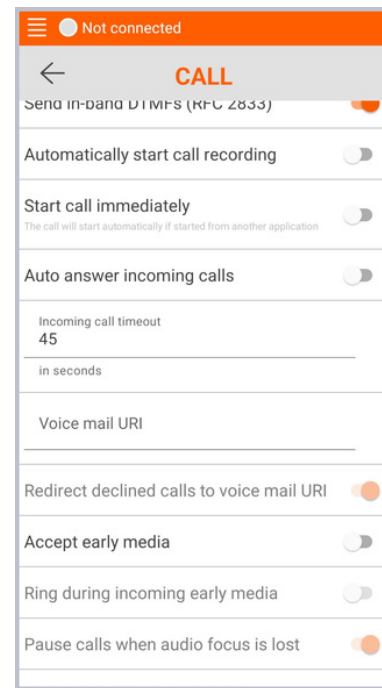 Not connected
CALL
Send in-band DTMFs (RFC 2833)
Automatically start call recording
Start call immediately
The call will start automatically if started from another application
Auto answer incoming calls
Incoming call timeout
45
in seconds
Voice mail URI
Redirect declined calls to voice mail URI
Accept early media
Ring during incoming early media
Pause calls when audio focus is lost